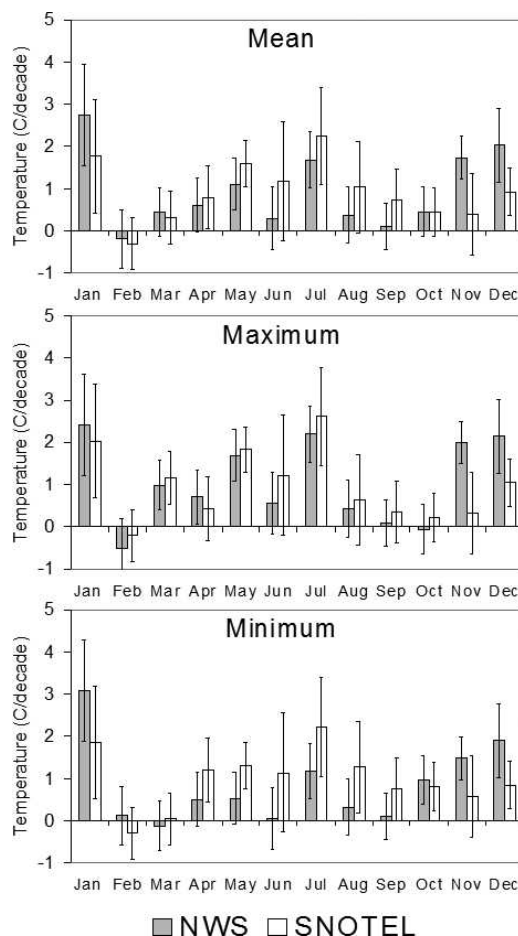 Mean
Temperature (C/decade)
5
4
3
2
1
0
-1
Jan Feb Mar Apr May Jun Jul Aug Sep Oct Nov Dec
Maximum
Temperature (C/decade)
5
4
3
2
1
0
-1
Jan Feb Mar Apr May Jun Jul Aug Sep Oct Nov Dec
Minimum
Temperature (C/decade)
5
4
3
2
1
0
-1
Jan Feb Mar Apr May Jun Jul Aug Sep Oct Nov Dec
NWS SNOTEL